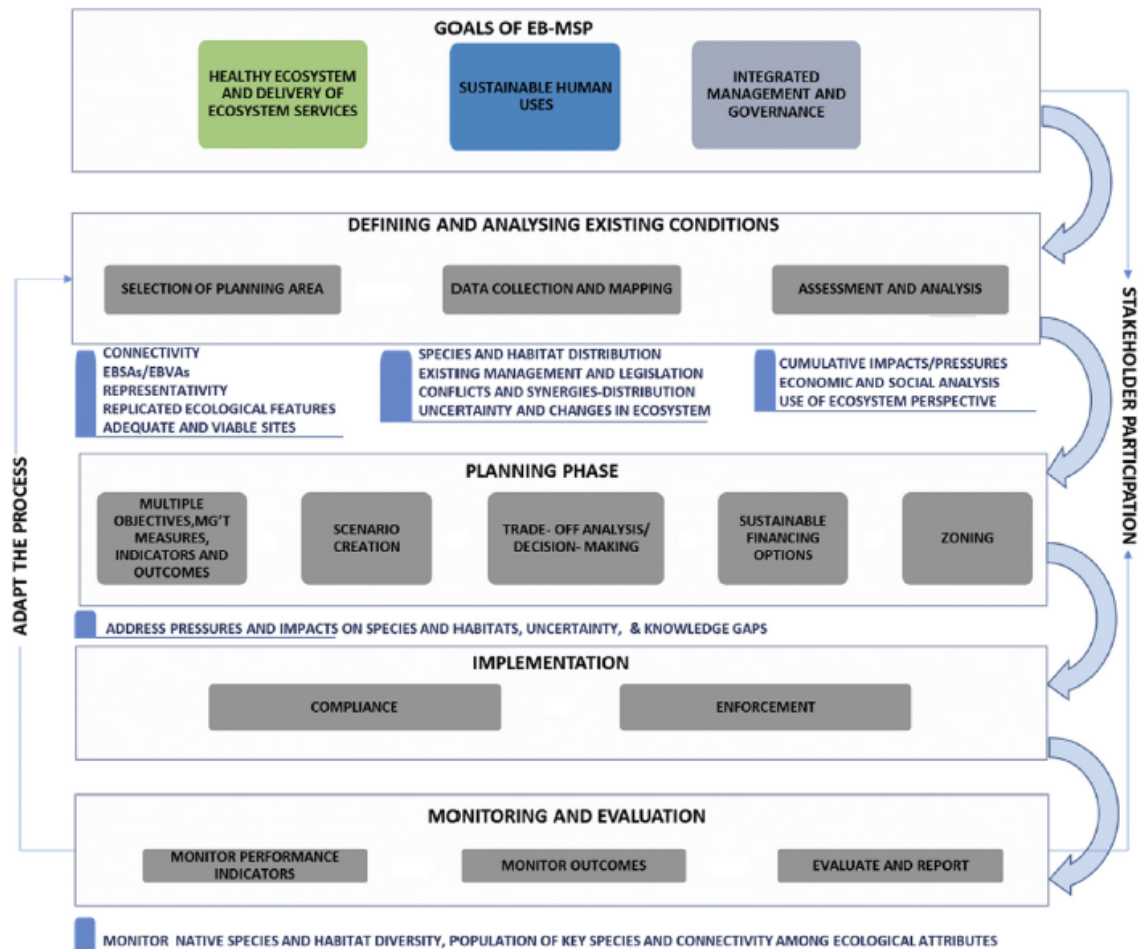 GOALS OF EB-MSP
HEALTHY ECOSYSTEM
AND DELIVERY OF
ECOSYSTEM SERVICES
SUSTAINABLE HUMAN
USES
INTEGRATED
MANAGEMENT AND
GOVERNANCE
DEFINING AND ANALYSING EXISTING CONDITIONS
SELECTION OF PLANNING AREA
DATA COLLECTION AND MAPPING
ASSESSMENT AND ANALYSIS
CONNECTIVITY
EBSAs/EBVAs
REPRESENTATIVITY
REPLICATED ECOLOGICAL FEATURES
ADEQUATE AND VIABLE SITES
SPECIES AND HABITAT DISTRIBUTION
EXISTING MANAGEMENT AND LEGISLATION
CONFLICTS AND SYNERGIES-DISTRIBUTION
UNCERTAINTY AND CHANGES IN ECOSYSTEM
CUMULATIVE IMPACTS/PRESSURES
ECONOMIC AND SOCIAL ANALYSIS
USE OF ECOSYSTEM PERSPECTIVE
PLANNING PHASE
MULTIPLE
OBJECTIVES,MG'T
MEASURES,
INDICATORS AND
OUTCOMES
SCENARIO
CREATION
TRADE- OFF ANALYSIS/
DECISION- MAKING
SUSTAINABLE
FINANCING
OPTIONS
ZONING
ADDRESS PRESSURES AND IMPACTS ON SPECIES AND HABITATS, UNCERTAINTY, & KNOWLEDGE GAPS
IMPLEMENTATION
COMPLIANCE
ENFORCEMENT
MONITORING AND EVALUATION
MONITOR PERFORMANCE
INDICATORS
MONITOR OUTCOMES
EVALUATE AND REPORT
MONITOR NATIVE SPECIES AND HABITAT DIVERSITY, POPULATION OF KEY SPECIES AND CONNECTIVITY AMONG ECOLOGICAL ATTRIBUTES
ADAPT THE PROCESS
STAKEHOLDER PARTICIPATION